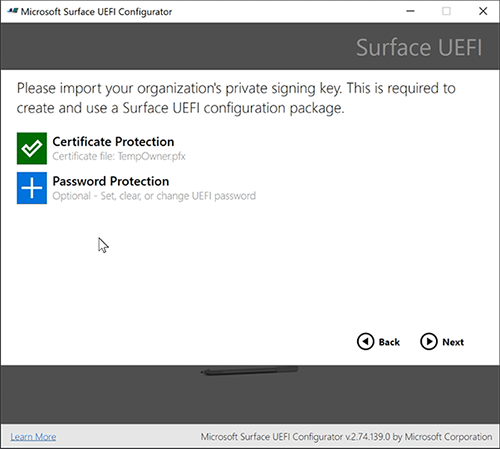 Microsoft Surface UEFI Configurator
Surface UEFI
Please import your organization's private signing key. This is required to
create and use a Surface UEFI configuration package.
Certificate Protection
Certificate file: TempOwner.pfx
Password Protection
Optional - Set, clear, or change UEFI password
Back Next
Learn More Microsoft Surface UEFI Configurator v.2.74.139.0 by Microsoft Corporation